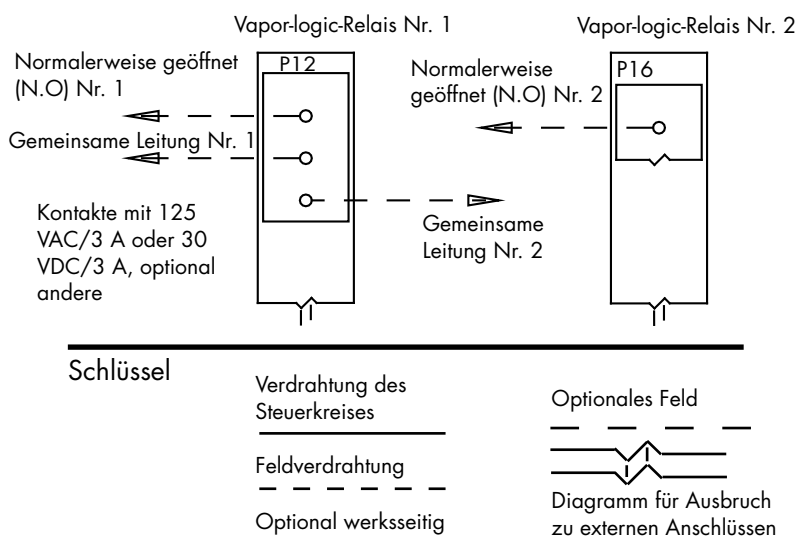 Vapor-logic-Relais Nr. 1
Normalerweise geöffnet
(N.O) Nr. 1
P12
Gemeinsame Leitung Nr. 1
Kontakte mit 125
VAC/3 A oder 30
VDC/3 A, optional
andere
Vapor-logic-Relais Nr. 2
Normalerweise
geöffnet (N.O) Nr. 2
P16
Gemeinsame
Leitung Nr. 2
Schlüssel
Verdrahtung des
Steuerkreises
Feldverdrahtung
Optional werksseitig
Optionales Feld
Diagramm für Ausbruch
zu externen Anschlüssen